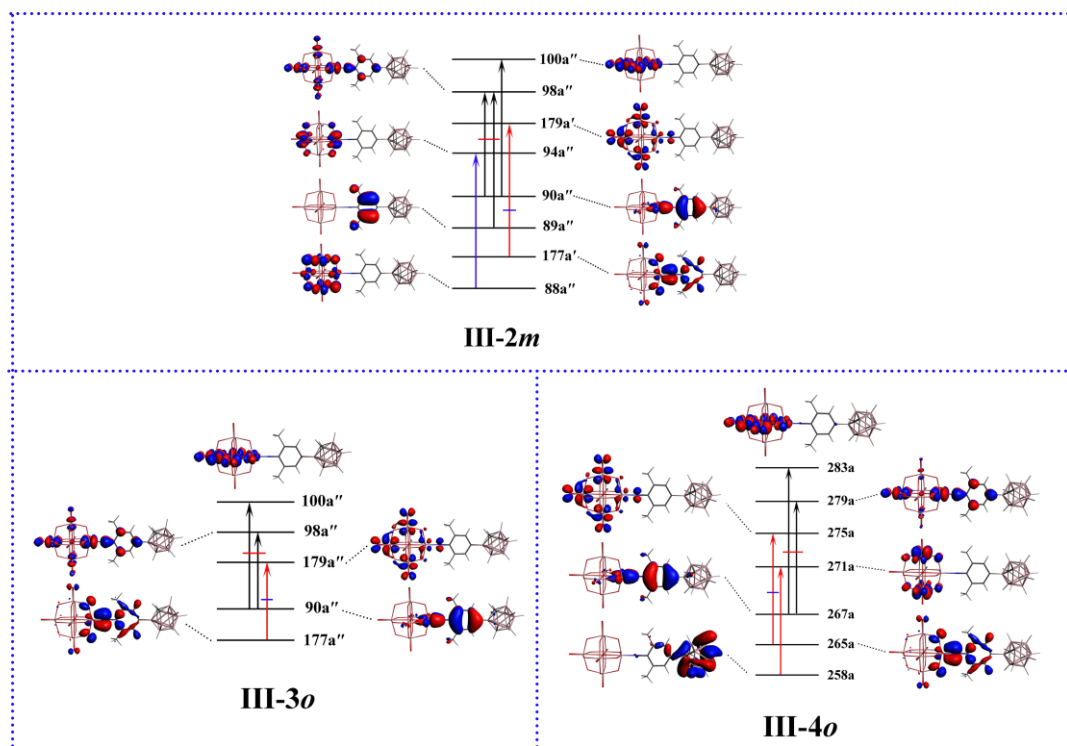 100a″
98a″
179a′
94a″
90a″
89a″
177a′
88a″
III-2m
100a″
98a″
179a″
90a″
177a″
III-3o
283a
279a
275a
271a
267a
265a
258a
III-4o